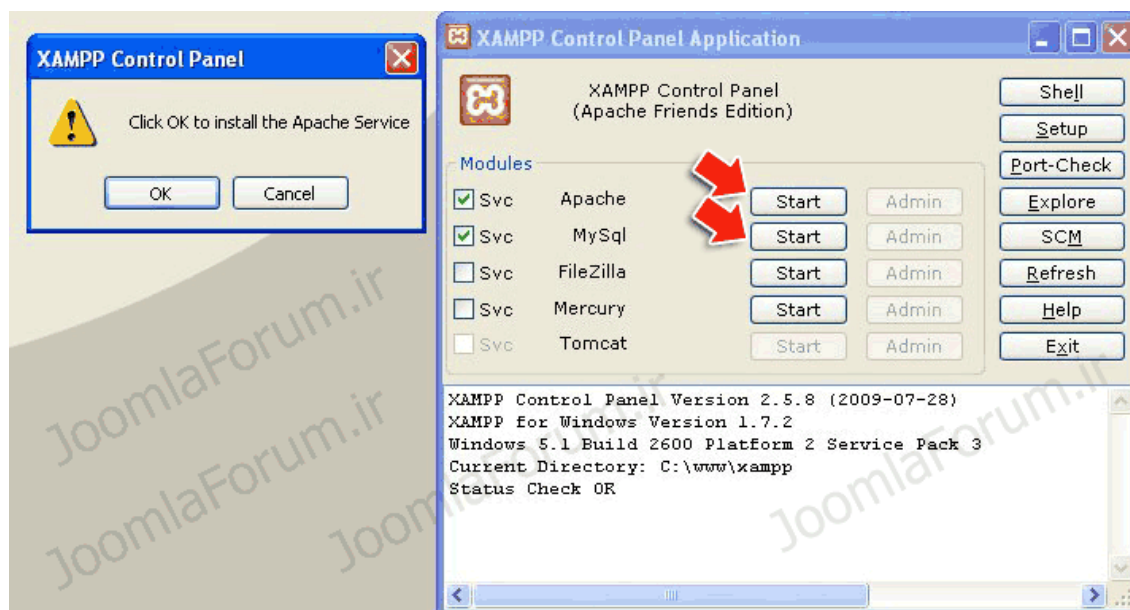 XAMPP Control Panel
Click OK to install the Apache Service
OK Cancel
XAMPP Control Panel Application
XAMPP Control Panel
(Apache Friends Edition)
Shell
Setup
Port-Check
Explore
SCM
Refresh
Help
Exit
Modules
Svc Apache Start Admin
Svc MySql Start Admin
Svc FileZilla Start Admin
Svc Mercury Start Admin
Svc Tomcat Start Admin
XAMPP Control Panel Version 2.5.8 (2009-07-28)
XAMPP for Windows Version 1.7.2
Windows 5.1 Build 2600 Platform 2 Service Pack 3
Current Directory: C:\www\xampp
Status Check OK
JoomlaForum.ir
JoomlaForum.ir
JoomlaForum.ir
JoomlaForum.ir